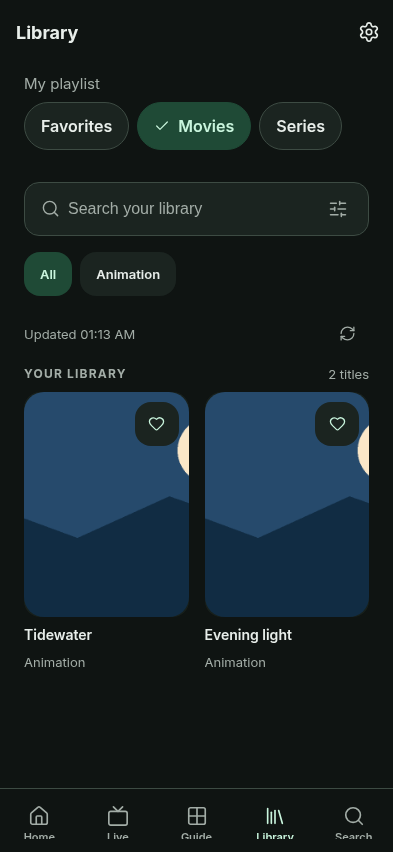 Library
My playlist
Favorites Movies Series
Search your library
All Animation
Updated 01:13 AM
YOUR LIBRARY 2 titles
Tidewater Evening light
Animation Animation
Home Live Guide Library Search